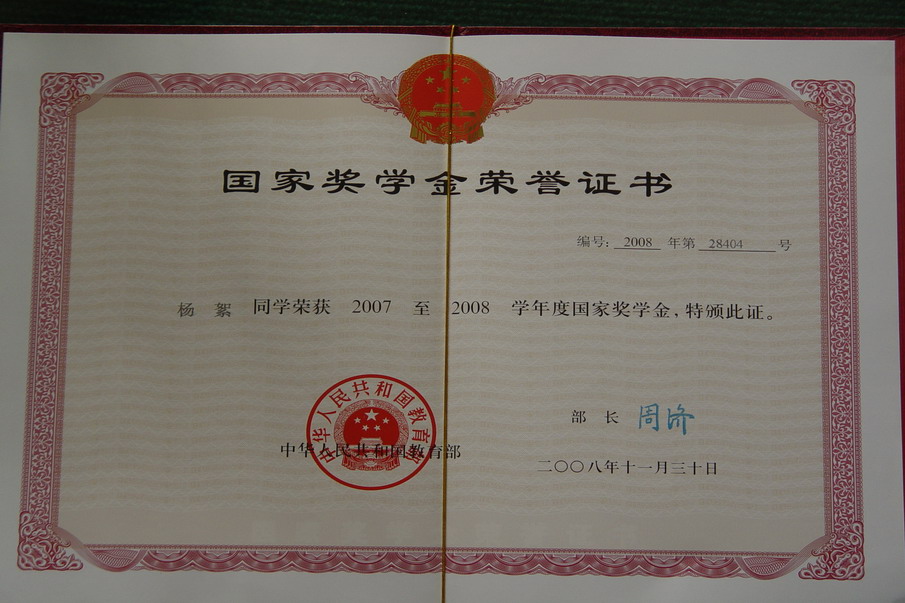 国家奖学金荣誉证书
编号: 2008 年第 28404 号
杨絮 同学荣获 2007 至 2008 学年度国家奖学金，特颁此证。
中华人民共和国教育部
中华人民共和国教育部
部长 周济
二〇〇八年十一月三十日